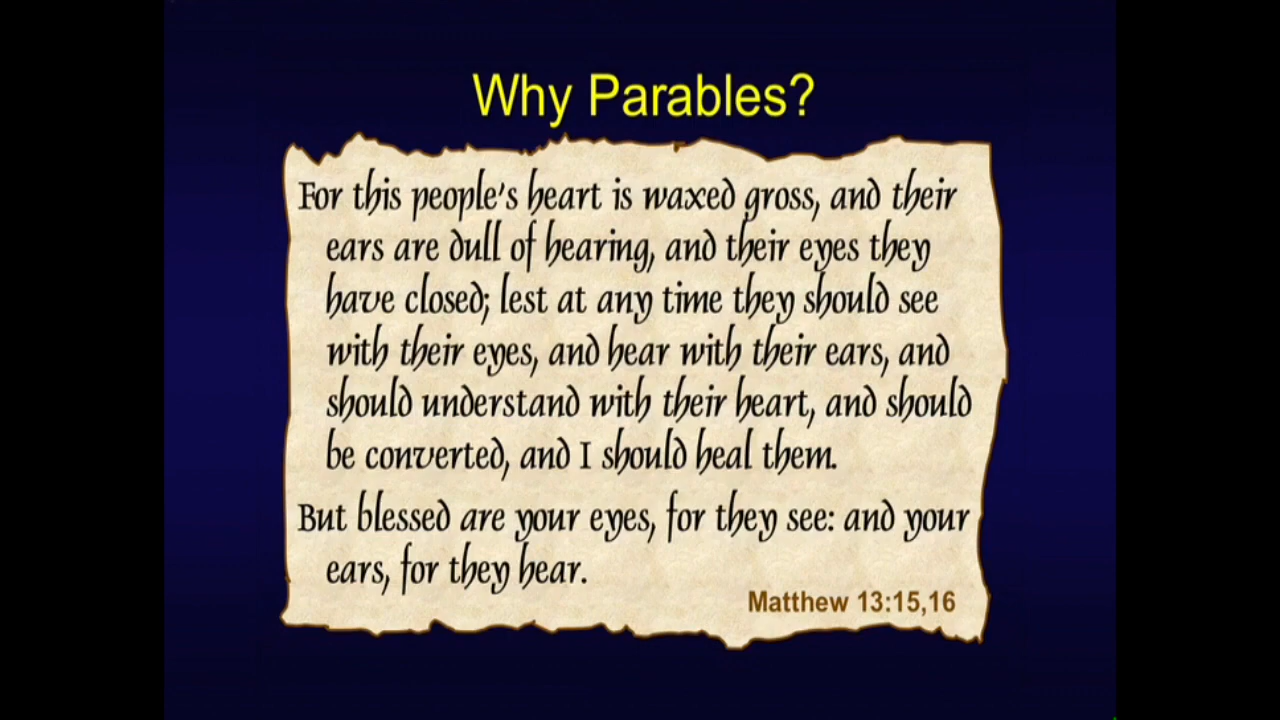 Why Parables?
For this people's heart is waxed gross, and their
ears are dull of hearing, and their eyes they
have closed; lest at any time they should see
with their eyes, and hear with their ears, and
should understand with their heart, and should
be converted, and I should heal them.
But blessed are your eyes, for they see: and your
ears, for they hear.
Matthew 13:15,16